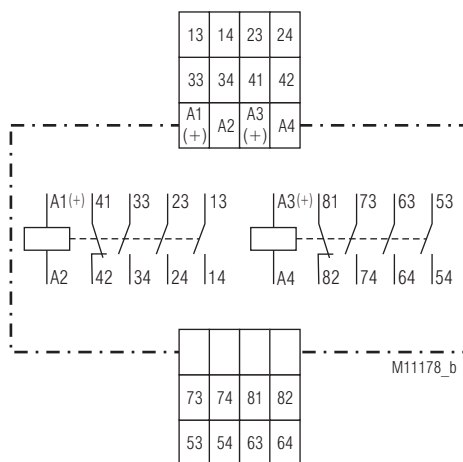 13 14 23 24
33 34 41 42
A1 (+) A2 A3 (+) A4
A1(+) 41 33 23 13 A3(+) 81 73 63 53
A2 42 34 24 14 A4 82 74 64 54
M11178_b
73 74 81 82
53 54 63 64